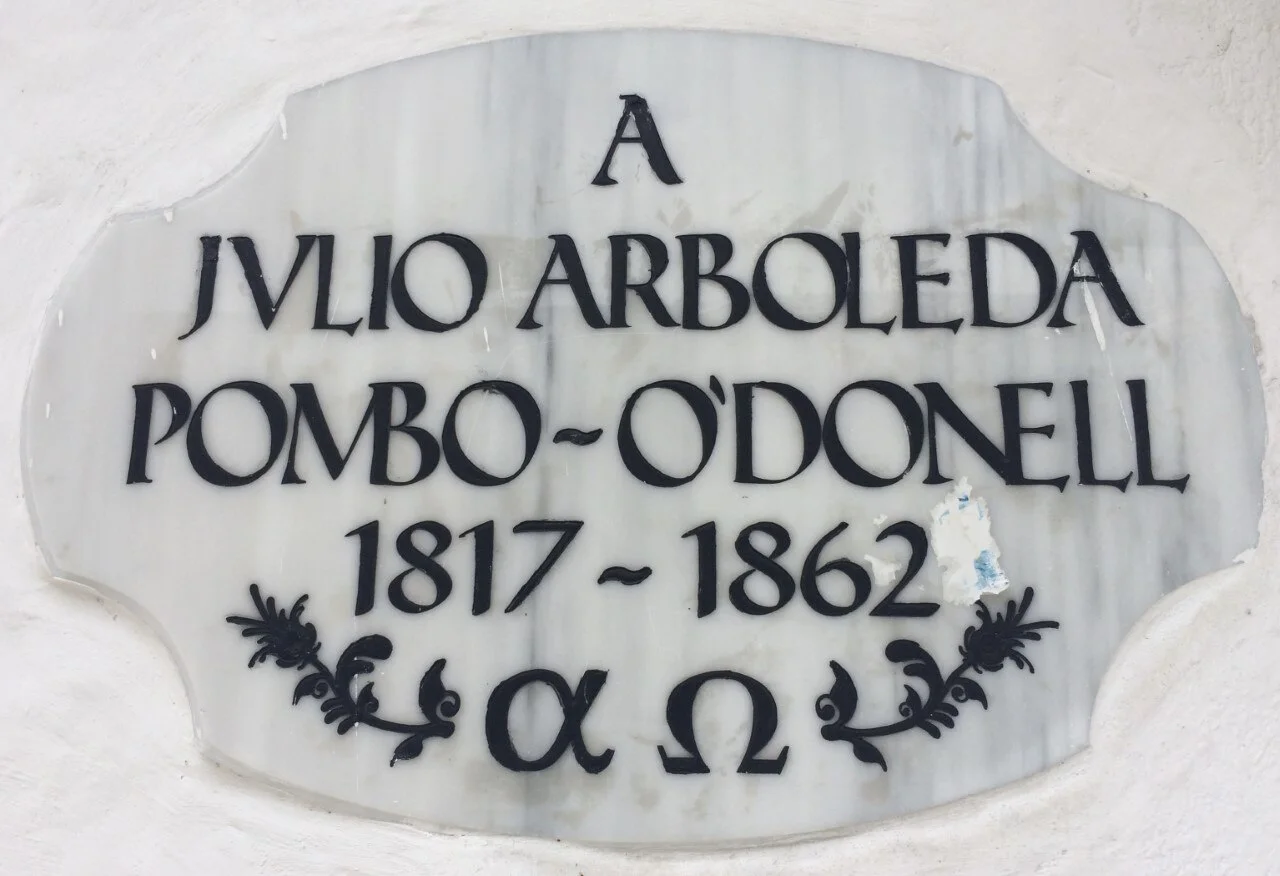 A
JVLIO ARBOLEDA
POMBO~O'DONELL
1817~1862
α Ω